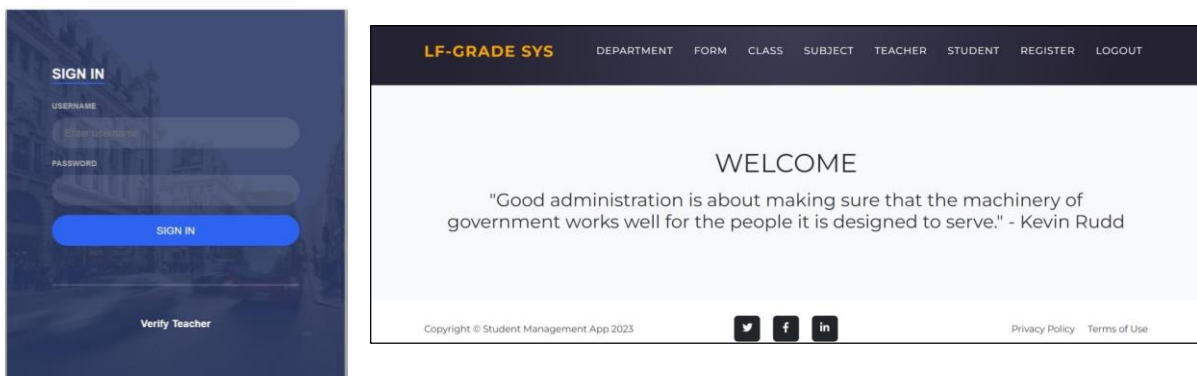 SIGN IN
USERNAME
Enter username
PASSWORD
SIGN IN
Verify Teacher
LF-GRADE SYS DEPARTMENT FORM CLASS SUBJECT TEACHER STUDENT REGISTER LOGOUT
WELCOME
"Good administration is about making sure that the machinery of
government works well for the people it is designed to serve." - Kevin Rudd
Copyright © Student Management App 2023 Privacy Policy Terms of Use